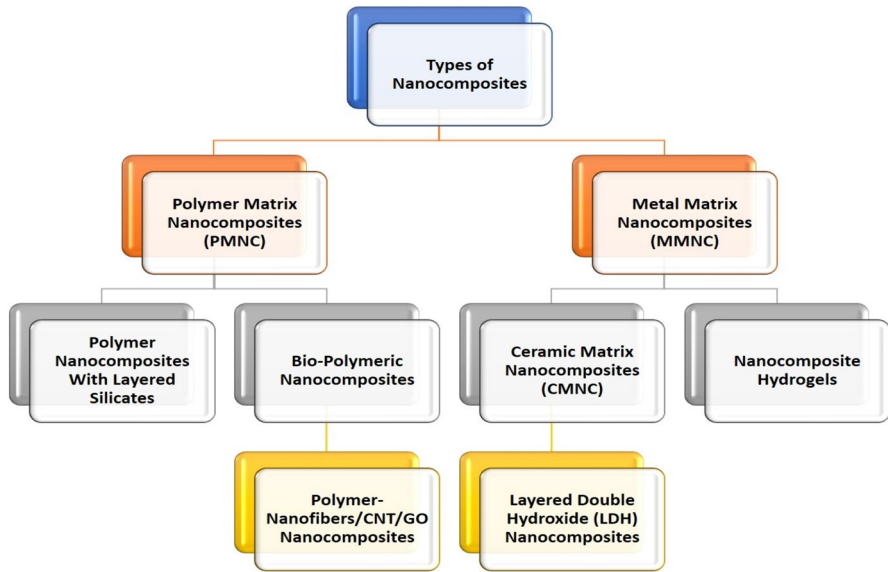 Types of
Nanocomposites
Polymer Matrix
Nanocomposites
(PMNC)
Metal Matrix
Nanocomposites
(MMNC)
Polymer
Nanocomposites
With Layered
Silicates
Bio-Polymeric
Nanocomposites
Ceramic Matrix
Nanocomposites
(CMNC)
Nanocomposite
Hydrogels
Polymer-
Nanofibers/CNT/GO
Nanocomposites
Layered Double
Hydroxide (LDH)
Nanocomposites